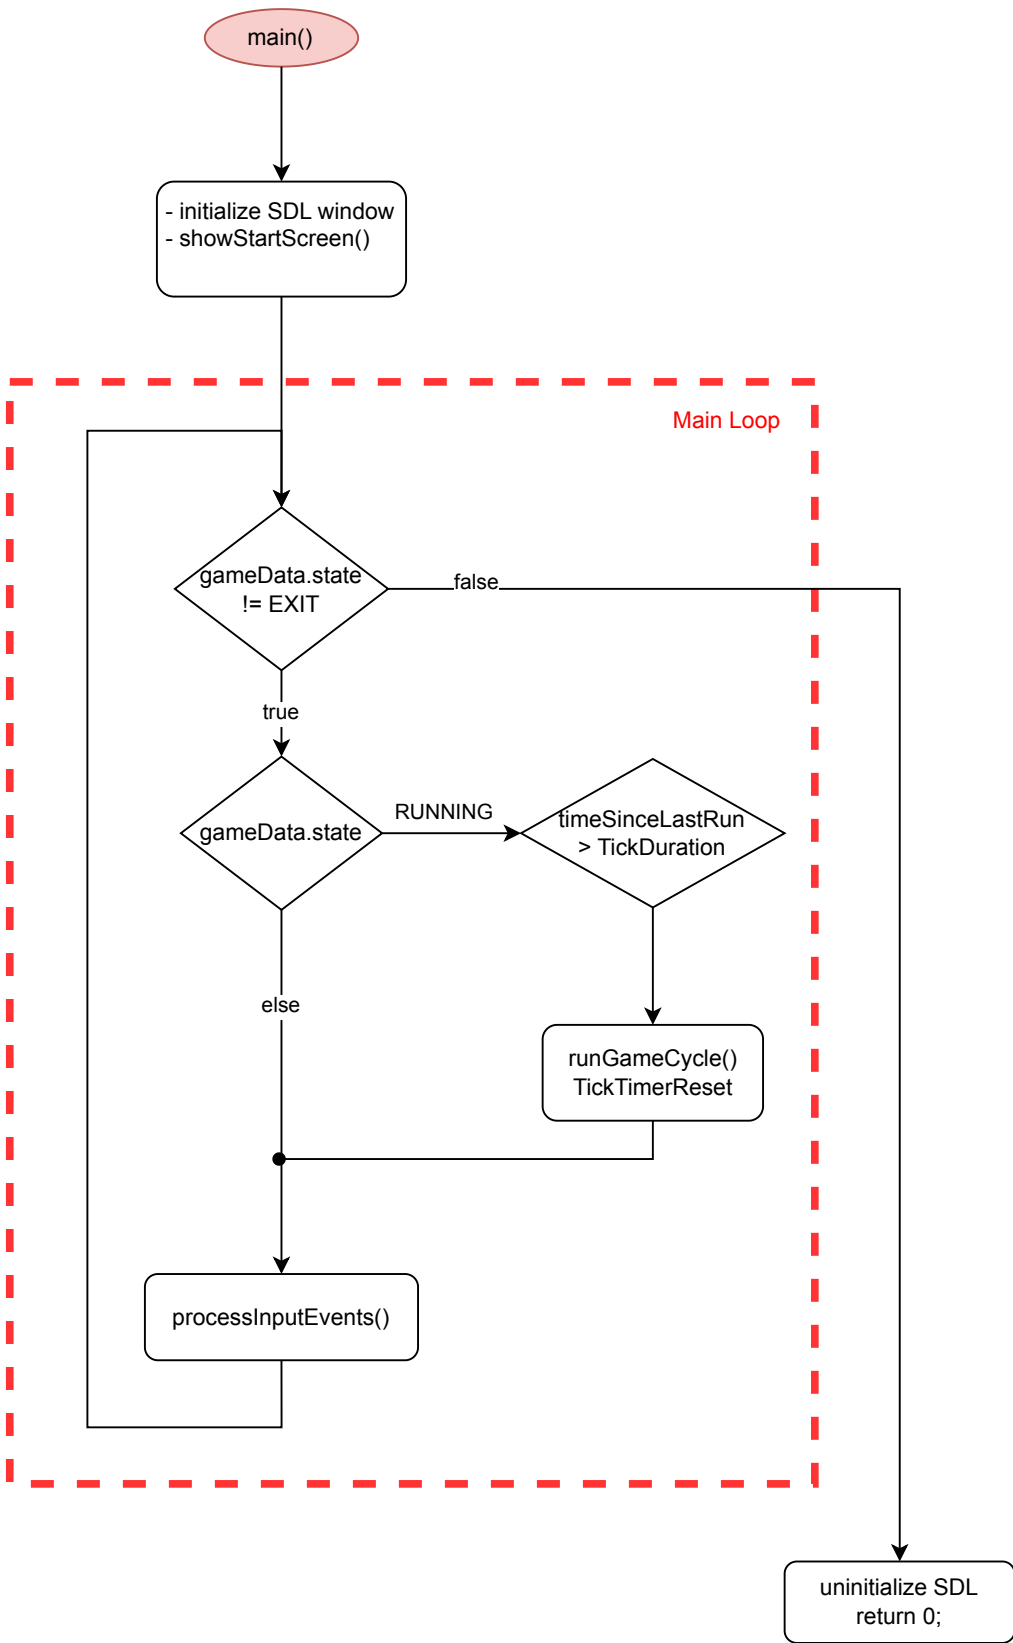 main()
- initialize SDL window
- showStartScreen()
Main Loop
gameData.state
!= EXIT
false
true
gameData.state
RUNNING
timeSinceLastRun
> TickDuration
else
runGameCycle()
TickTimerReset
processInputEvents()
uninitialize SDL
return 0;